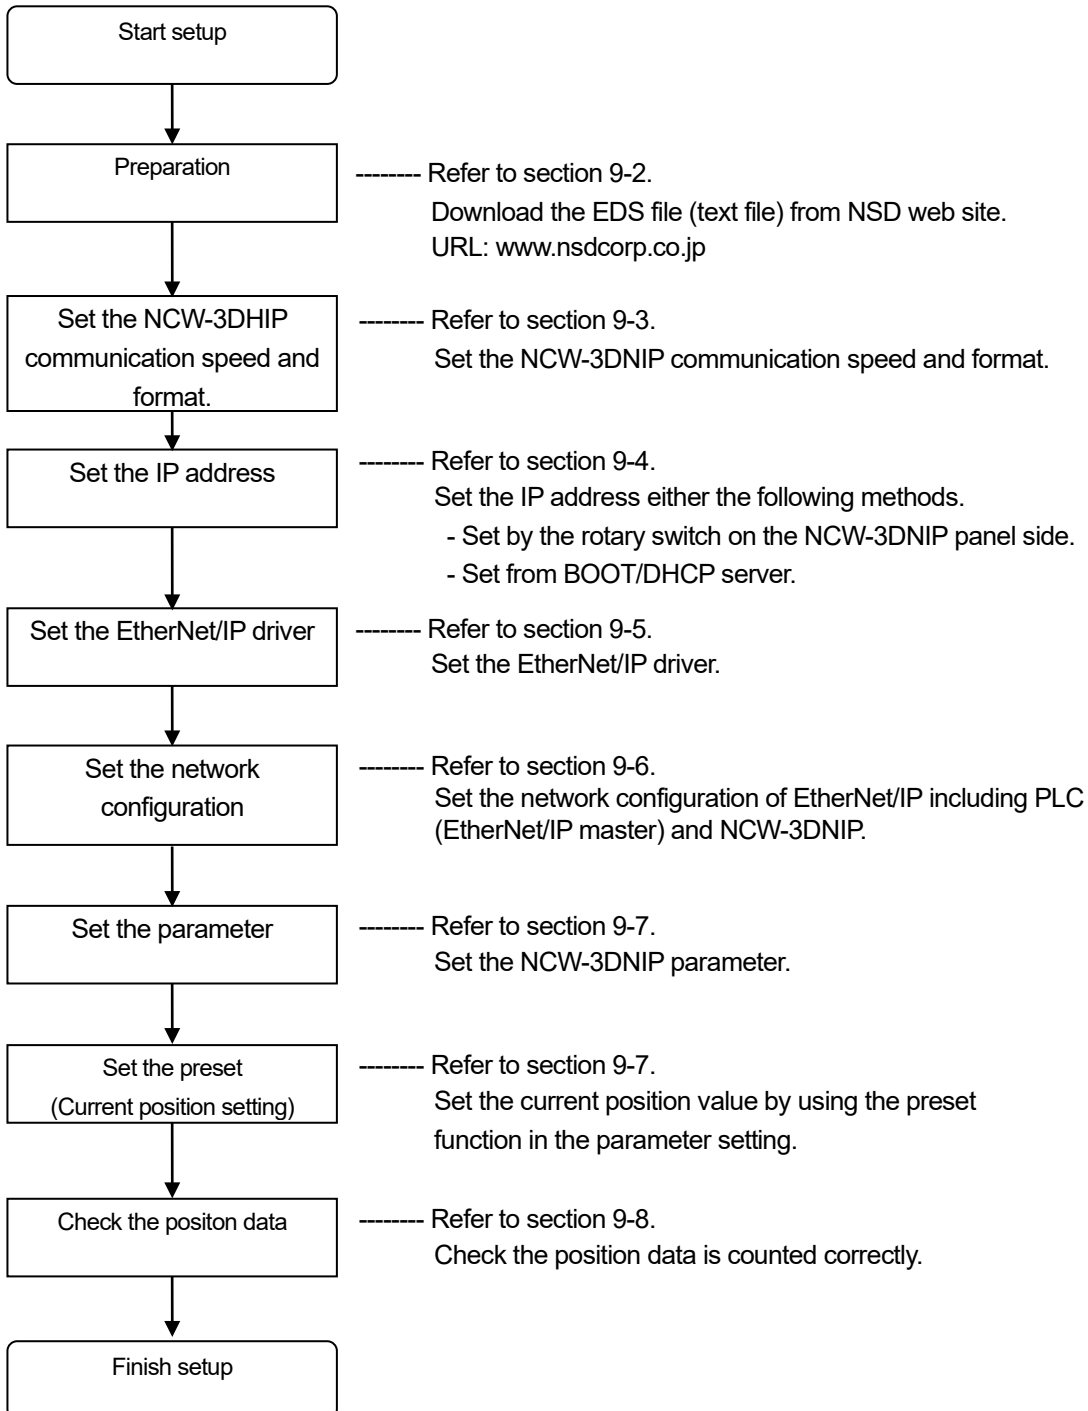 Start setup
Preparation
-------- Refer to section 9-2.
Download the EDS file (text file) from NSD web site.
URL: www.nsdcorp.co.jp
Set the NCW-3DHIP
communication speed and
format.
-------- Refer to section 9-3.
Set the NCW-3DNIP communication speed and format.
Set the IP address
-------- Refer to section 9-4.
Set the IP address either the following methods.
- Set by the rotary switch on the NCW-3DNIP panel side.
- Set from BOOT/DHCP server.
Set the EtherNet/IP driver
-------- Refer to section 9-5.
Set the EtherNet/IP driver.
Set the network
configuration
-------- Refer to section 9-6.
Set the network configuration of EtherNet/IP including PLC
(EtherNet/IP master) and NCW-3DNIP.
Set the parameter
-------- Refer to section 9-7.
Set the NCW-3DNIP parameter.
Set the preset
(Current position setting)
-------- Refer to section 9-7.
Set the current position value by using the preset
function in the parameter setting.
Check the positon data
-------- Refer to section 9-8.
Check the position data is counted correctly.
Finish setup